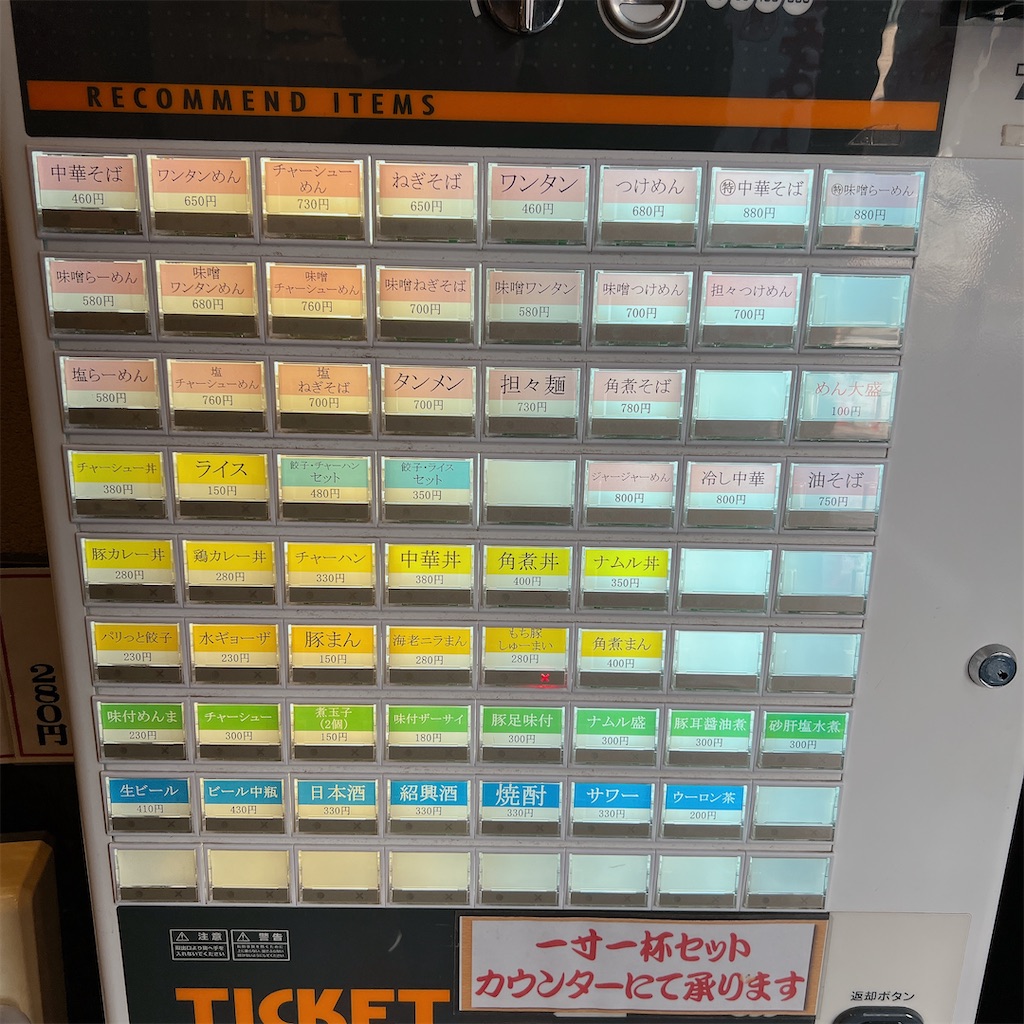 RECOMMEND ITEMS
中華そば
460円
ワンタンめん
650円
チャーシュー
めん
730円
ねぎそば
650円
ワンタン
460円
つけめん
680円
㊕中華そば
880円
㊕味噌らーめん
880円
味噌らーめん
580円
味噌
ワンタンめん
680円
味噌
チャーシューめん
760円
味噌ねぎそば
700円
味噌ワンタン
580円
味噌つけめん
700円
担々つけめん
700円
塩らーめん
580円
塩
チャーシューめん
760円
塩
ねぎそば
700円
タンメン
700円
担々麺
730円
角煮そば
780円
めん大盛
100円
チャーシュー丼
380円
ライス
150円
餃子・チャーハン
セット
480円
餃子・ライス
セット
350円
ジャージャーめん
800円
冷し中華
800円
油そば
750円
豚カレー丼
280円
鶏カレー丼
280円
チャーハン
330円
中華丼
380円
角煮丼
400円
ナムル丼
350円
パリっと餃子
230円
水ギョーザ
230円
豚まん
150円
海老ニラまん
280円
もち豚
しゅーまい
280円
角煮まん
400円
味付めんま
230円
チャーシュー
300円
煮玉子
(2個)
150円
味付ザーサイ
180円
豚足味付
300円
ナムル盛
300円
豚耳醤油煮
300円
砂肝塩水煮
300円
生ビール
410円
ビール中瓶
430円
日本酒
330円
紹興酒
330円
焼酎
330円
サワー
330円
ウーロン茶
200円
280円
注意
警告
一サ一杯セット
カウンターにて承ります
TICKET
返却ボタン